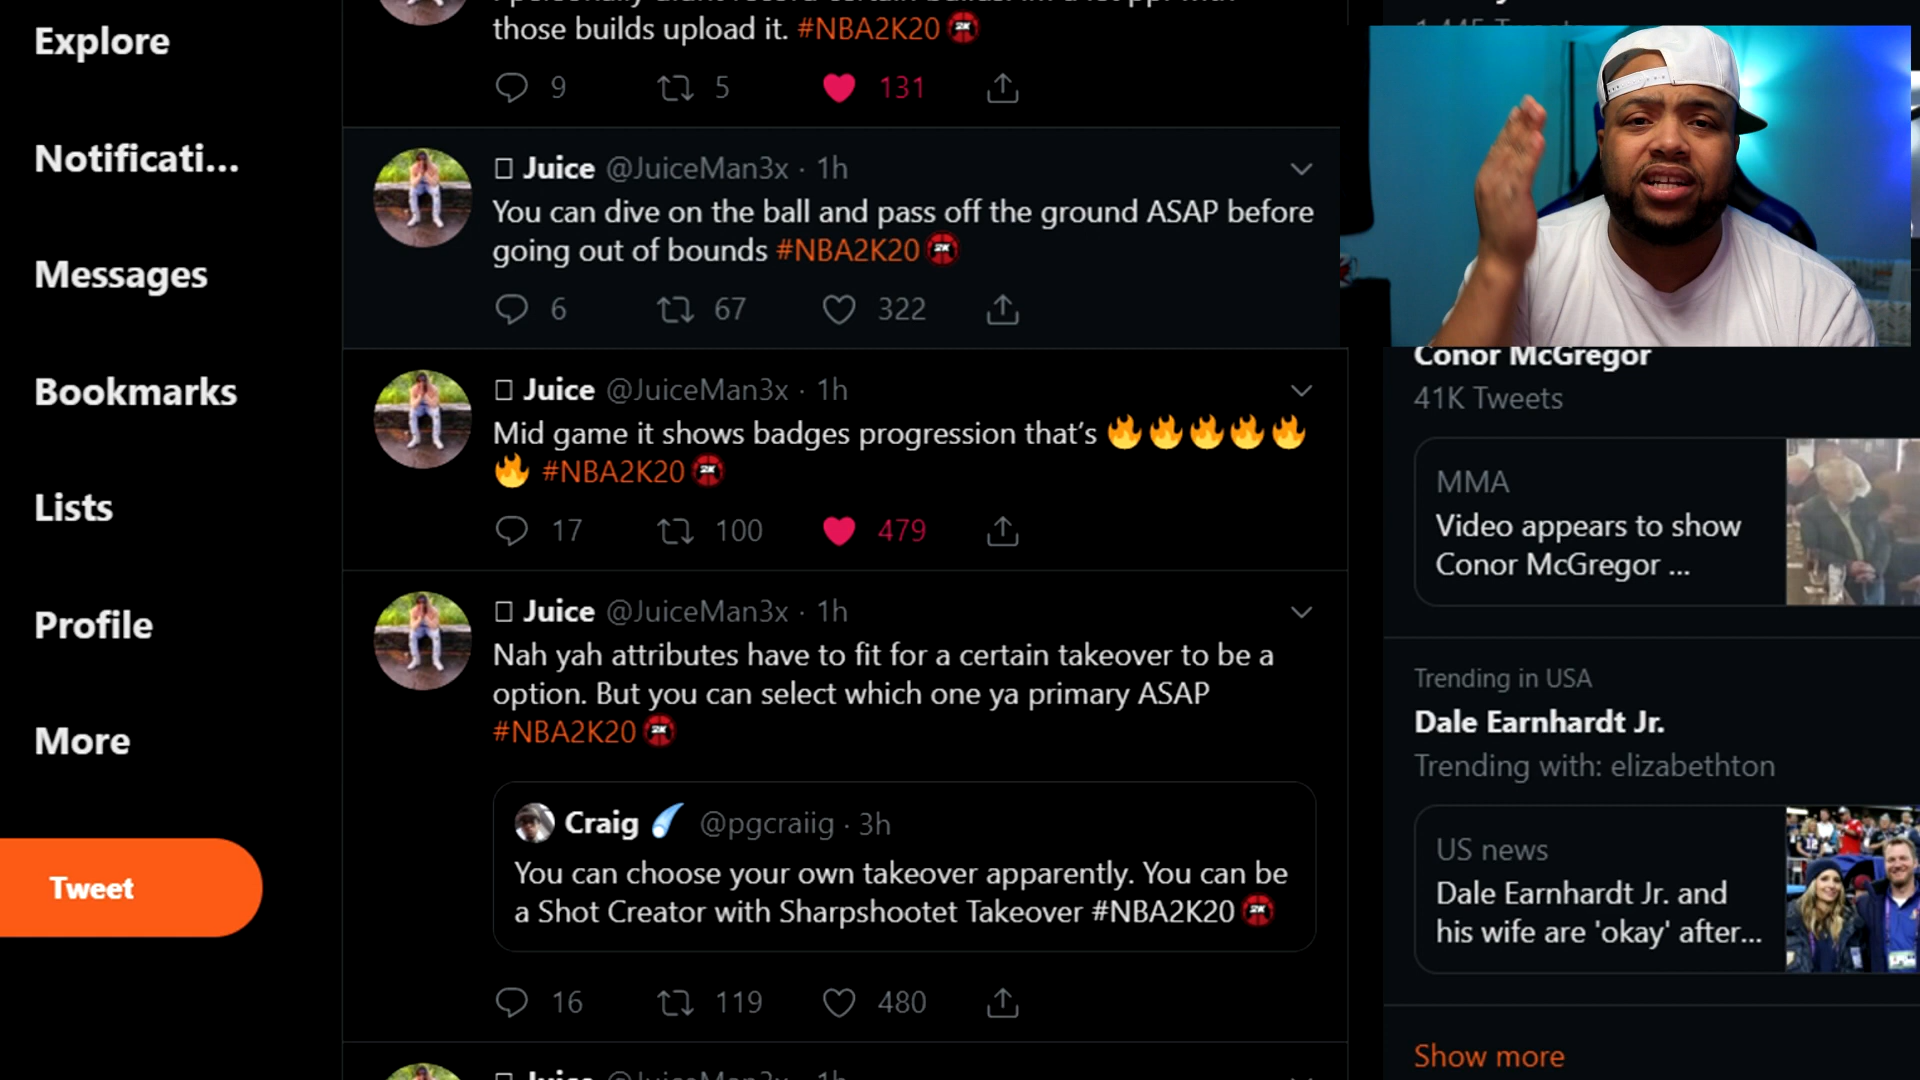 Explore
Notificati...
Messages
Bookmarks
Lists
Profile
More
Tweet
those builds upload it. #NBA2K20
9 5 131
Juice @JuiceMan3x · 1h
You can dive on the ball and pass off the ground ASAP before
going out of bounds #NBA2K20
6 67 322
Juice @JuiceMan3x · 1h
Mid game it shows badges progression that's
#NBA2K20
17 100 479
Juice @JuiceMan3x · 1h
Nah yah attributes have to fit for a certain takeover to be a
option. But you can select which one ya primary ASAP
#NBA2K20
Craig @pgcraiig · 3h
You can choose your own takeover apparently. You can be
a Shot Creator with Sharpshootet Takeover #NBA2K20
16 119 480
Juice @JuiceMan3x · 1h
Conor McGregor
41K Tweets
MMA
Video appears to show
Conor McGregor ...
Trending in USA
Dale Earnhardt Jr.
Trending with: elizabethton
US news
Dale Earnhardt Jr. and
his wife are 'okay' after...
Show more